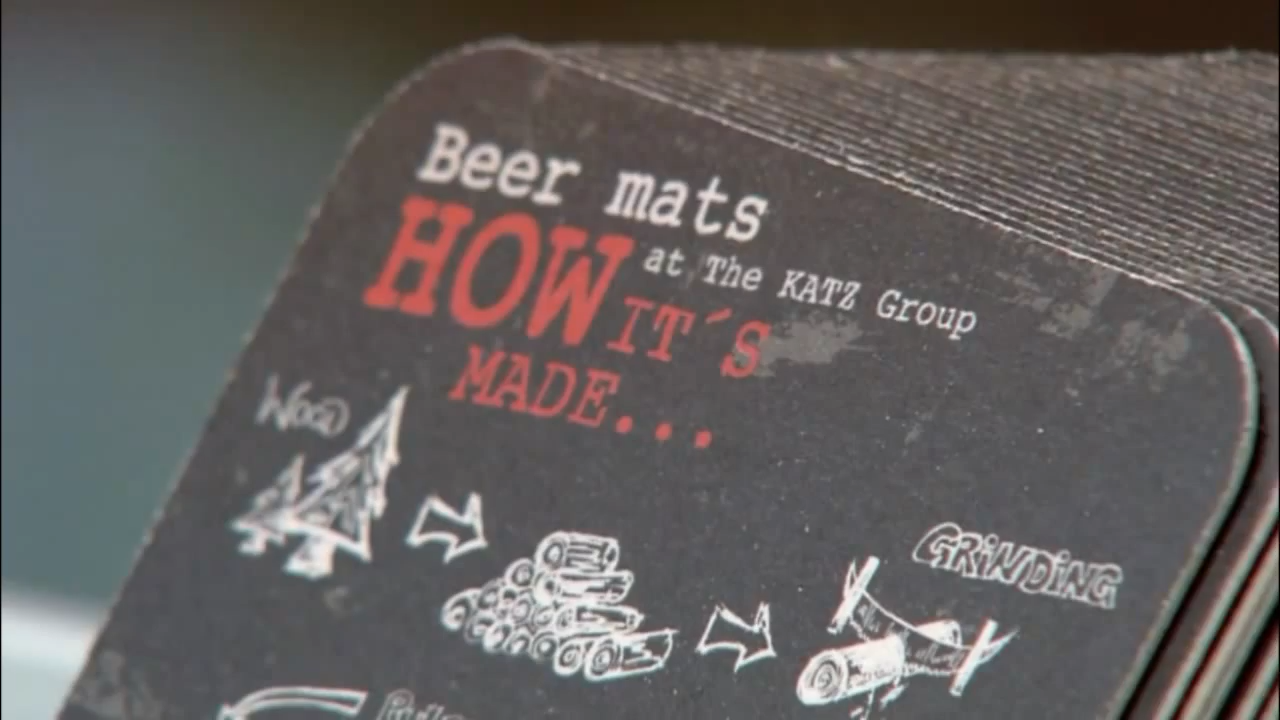 Beer mats
HOW at The KATZ Group
IT´S
MADE...
WOOD
GRiNDiNG